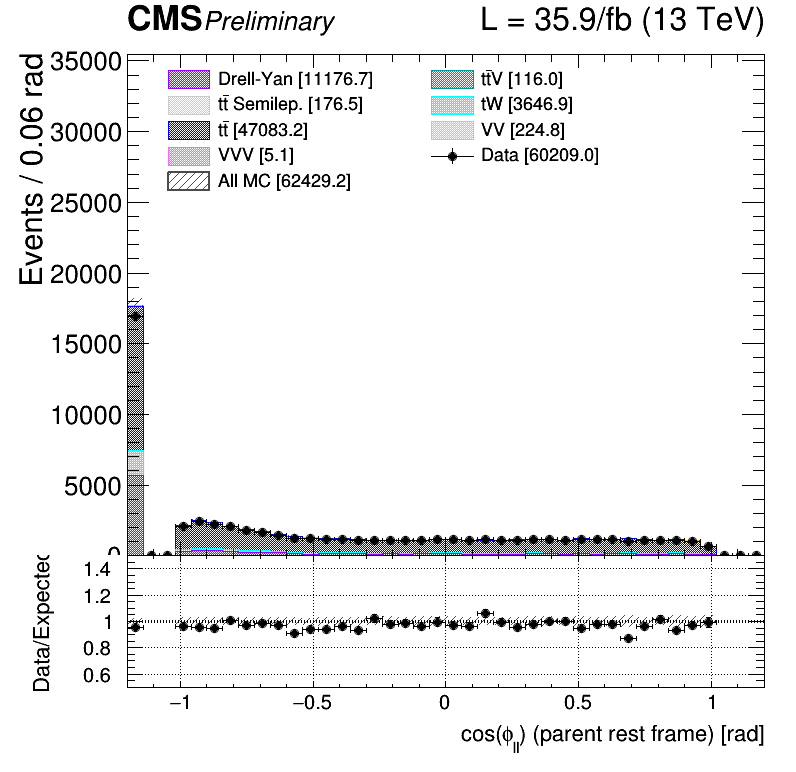 CMS Preliminary L = 35.9/fb (13 TeV)
Events / 0.06 rad
35000
30000
25000
20000
15000
10000
5000
0
Drell-Yan [11176.7]
tt̄ Semilep. [176.5]
tt̄ [47083.2]
VVV [5.1]
All MC [62429.2]
tt̄V [116.0]
tW [3646.9]
VV [224.8]
Data [60209.0]
Data/Expected
1.4
1.2
1
0.8
0.6
−1 −0.5 0 0.5 1
cos(ϕ_ll) (parent rest frame) [rad]